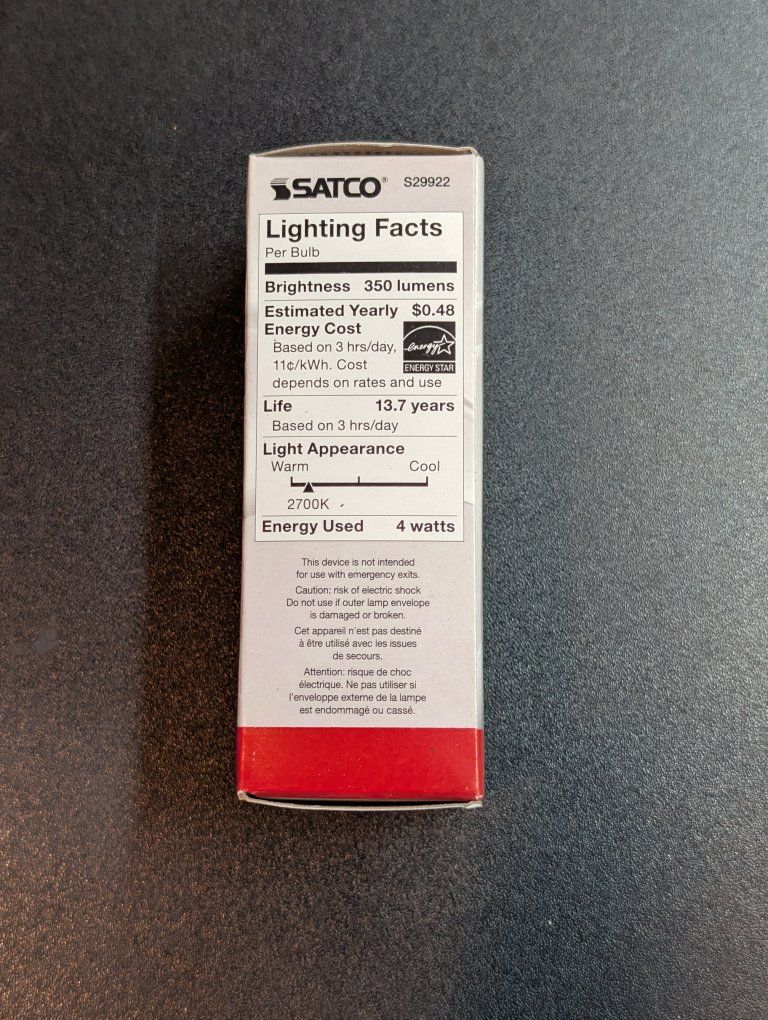 SATCO® S29922
Lighting Facts
Per Bulb
Brightness 350 lumens
Estimated Yearly $0.48
Energy Cost
Based on 3 hrs/day,
11¢/kWh. Cost
depends on rates and use
energy
ENERGY STAR
Life 13.7 years
Based on 3 hrs/day
Light Appearance
Warm Cool
2700K
Energy Used 4 watts
This device is not intended
for use with emergency exits.
Caution: risk of electric shock
Do not use if outer lamp envelope
is damaged or broken.
Cet appareil n'est pas destiné
à être utilisé avec les issues
de secours.
Attention: risque de choc
électrique. Ne pas utiliser si
l'enveloppe externe de la lampe
est endommagé ou cassé.